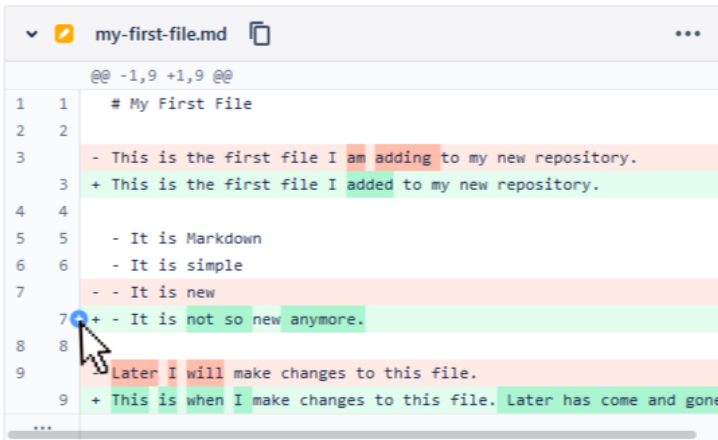 my-first-file.md
@@ -1,9 +1,9 @@
1 1 # My First File
2 2
3 - This is the first file I am adding to my new repository.
3 + This is the first file I added to my new repository.
4 4
5 5 - It is Markdown
6 6 - It is simple
7 - - It is new
7 + - It is not so new anymore.
8 8
9 Later I will make changes to this file.
9 + This is when I make changes to this file. Later has come and gone